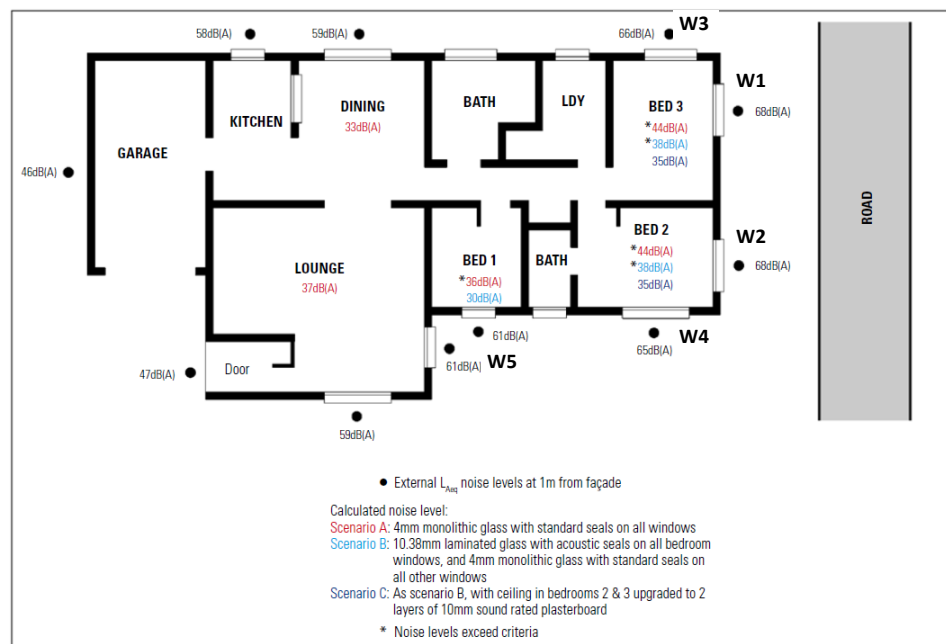 58dB(A)
59dB(A)
66dB(A)
W3
W1
68dB(A)
KITCHEN
DINING
33dB(A)
BATH
LDY
BED 3
*44dB(A)
*38dB(A)
35dB(A)
GARAGE
46dB(A)
ROAD
LOUNGE
37dB(A)
BED 1
*36dB(A)
30dB(A)
BATH
BED 2
*44dB(A)
*38dB(A)
35dB(A)
W2
68dB(A)
47dB(A)
Door
61dB(A)
61dB(A)
W5
65dB(A)
W4
59dB(A)
● External LAeq noise levels at 1m from façade
Calculated noise level:
Scenario A: 4mm monolithic glass with standard seals on all windows
Scenario B: 10.38mm laminated glass with acoustic seals on all bedroom
windows, and 4mm monolithic glass with standard seals on
all other windows
Scenario C: As scenario B, with ceiling in bedrooms 2 & 3 upgraded to 2
layers of 10mm sound rated plasterboard
* Noise levels exceed criteria